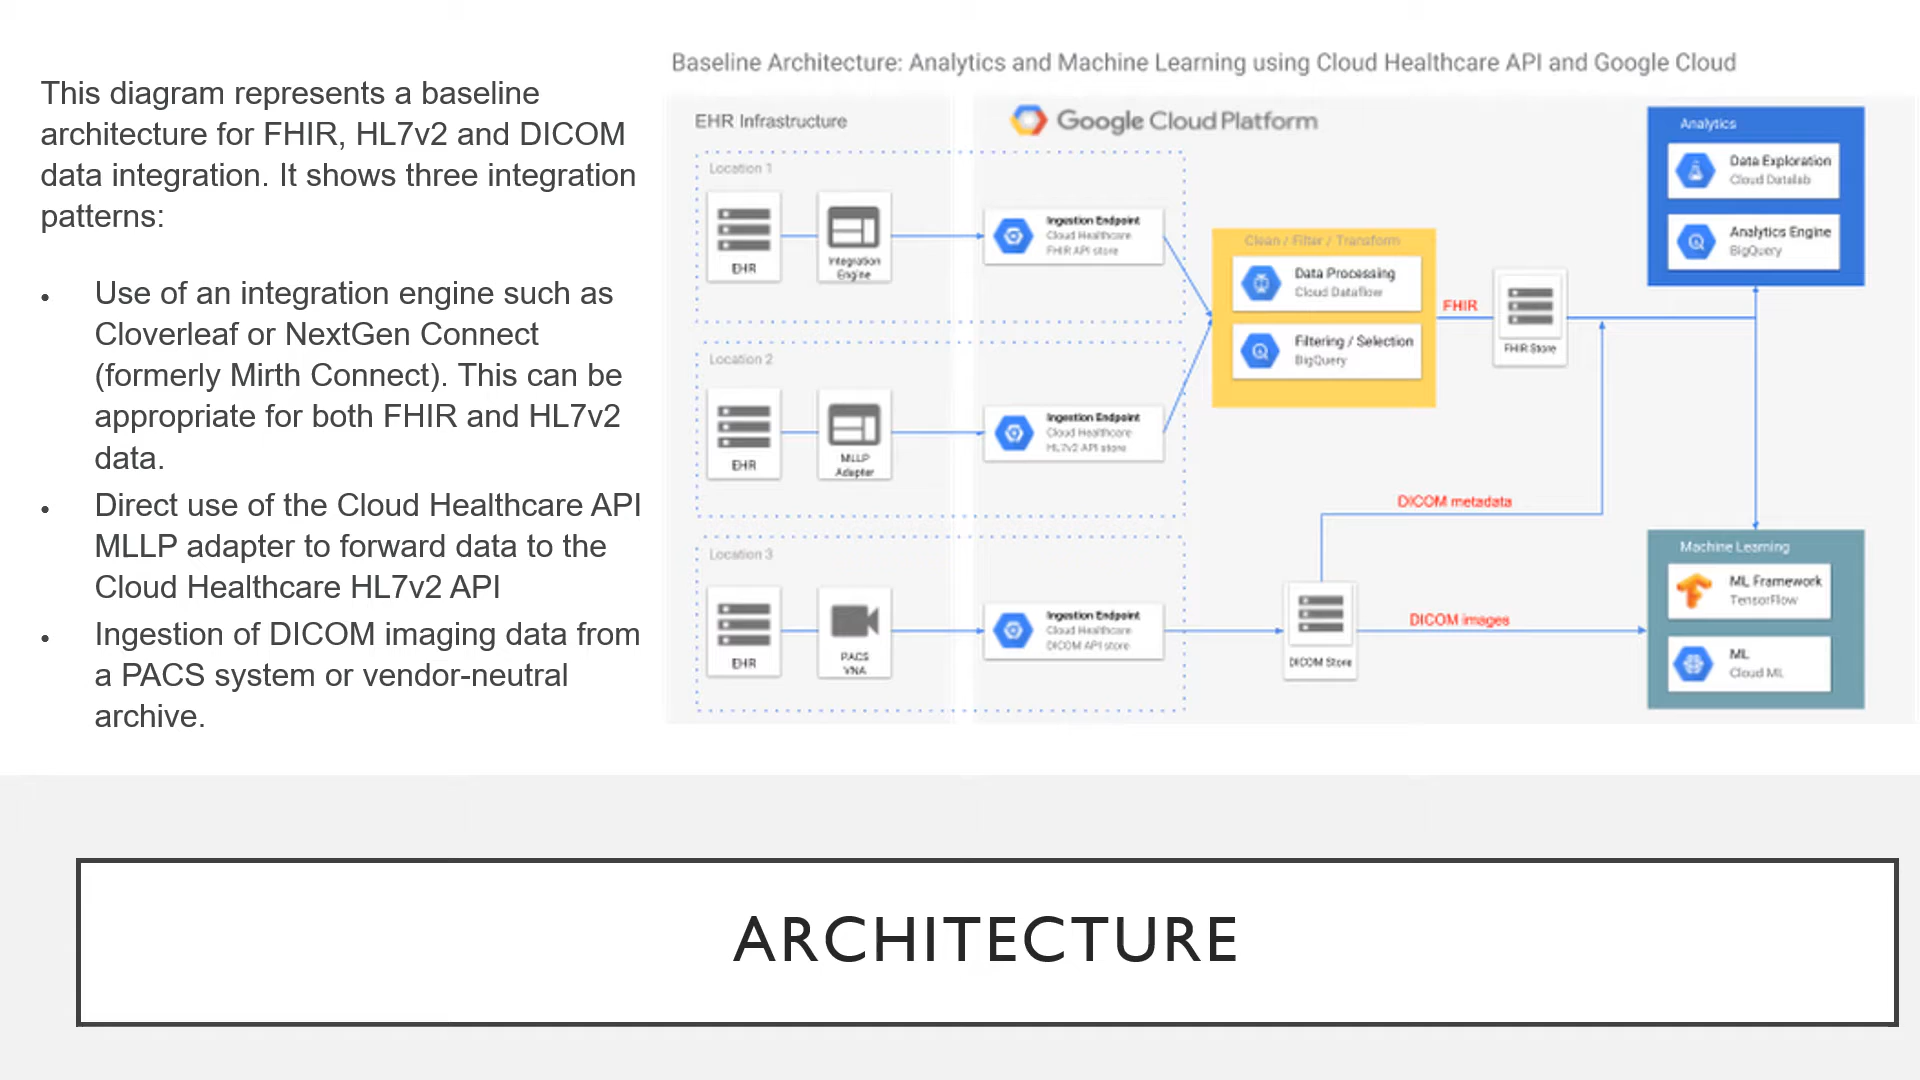 This diagram represents a baseline
architecture for FHIR, HL7v2 and DICOM
data integration. It shows three integration
patterns:
• Use of an integration engine such as
Cloverleaf or NextGen Connect
(formerly Mirth Connect). This can be
appropriate for both FHIR and HL7v2
data.
• Direct use of the Cloud Healthcare API
MLLP adapter to forward data to the
Cloud Healthcare HL7v2 API
• Ingestion of DICOM imaging data from
a PACS system or vendor-neutral
archive.
Baseline Architecture: Analytics and Machine Learning using Cloud Healthcare API and Google Cloud
EHR Infrastructure
Google Cloud Platform
Location 1
EHR
Integration
Engine
Ingestion Endpoint
Cloud Healthcare
FHIR API store
Location 2
EHR
MLLP
Adapter
Ingestion Endpoint
Cloud Healthcare
HL7v2 API store
Location 3
EHR
PACS
VNA
Ingestion Endpoint
Cloud Healthcare
DICOM API store
Clean / Filter / Transform
Data Processing
Cloud Dataflow
Filtering / Selection
BigQuery
FHIR
FHIR Store
DICOM metadata
DICOM Store
DICOM images
Analytics
Data Exploration
Cloud Datalab
Analytics Engine
BigQuery
Machine Learning
ML Framework
TensorFlow
ML
Cloud ML
ARCHITECTURE